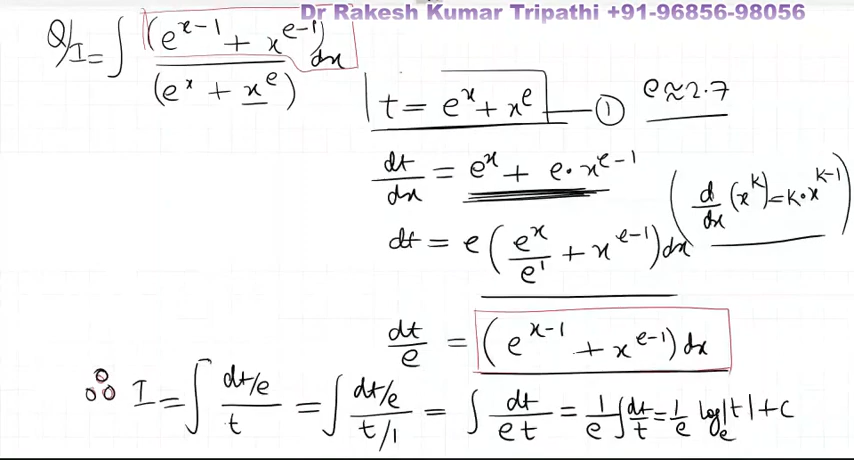 Dr Rakesh Kumar Tripathi +91-96856-98056
Q/ I = ∫ (e^{x-1} + x^{e-1}) dx / (e^x + x^e)
t = e^x + x^e — ①
e ≈ 2.7
dt/dx = e^x + e·x^{e-1}
(d/dx (x^k) = k·x^{k-1})
dt = e (e^x/e^1 + x^{e-1}) dx
dt/e = (e^{x-1} + x^{e-1}) dx
∴ I = ∫ (dt/e)/t = ∫ (dt/e)/(t/1) = ∫ dt/(e t) = 1/e ∫ dt/t = 1/e log_e |t| + C